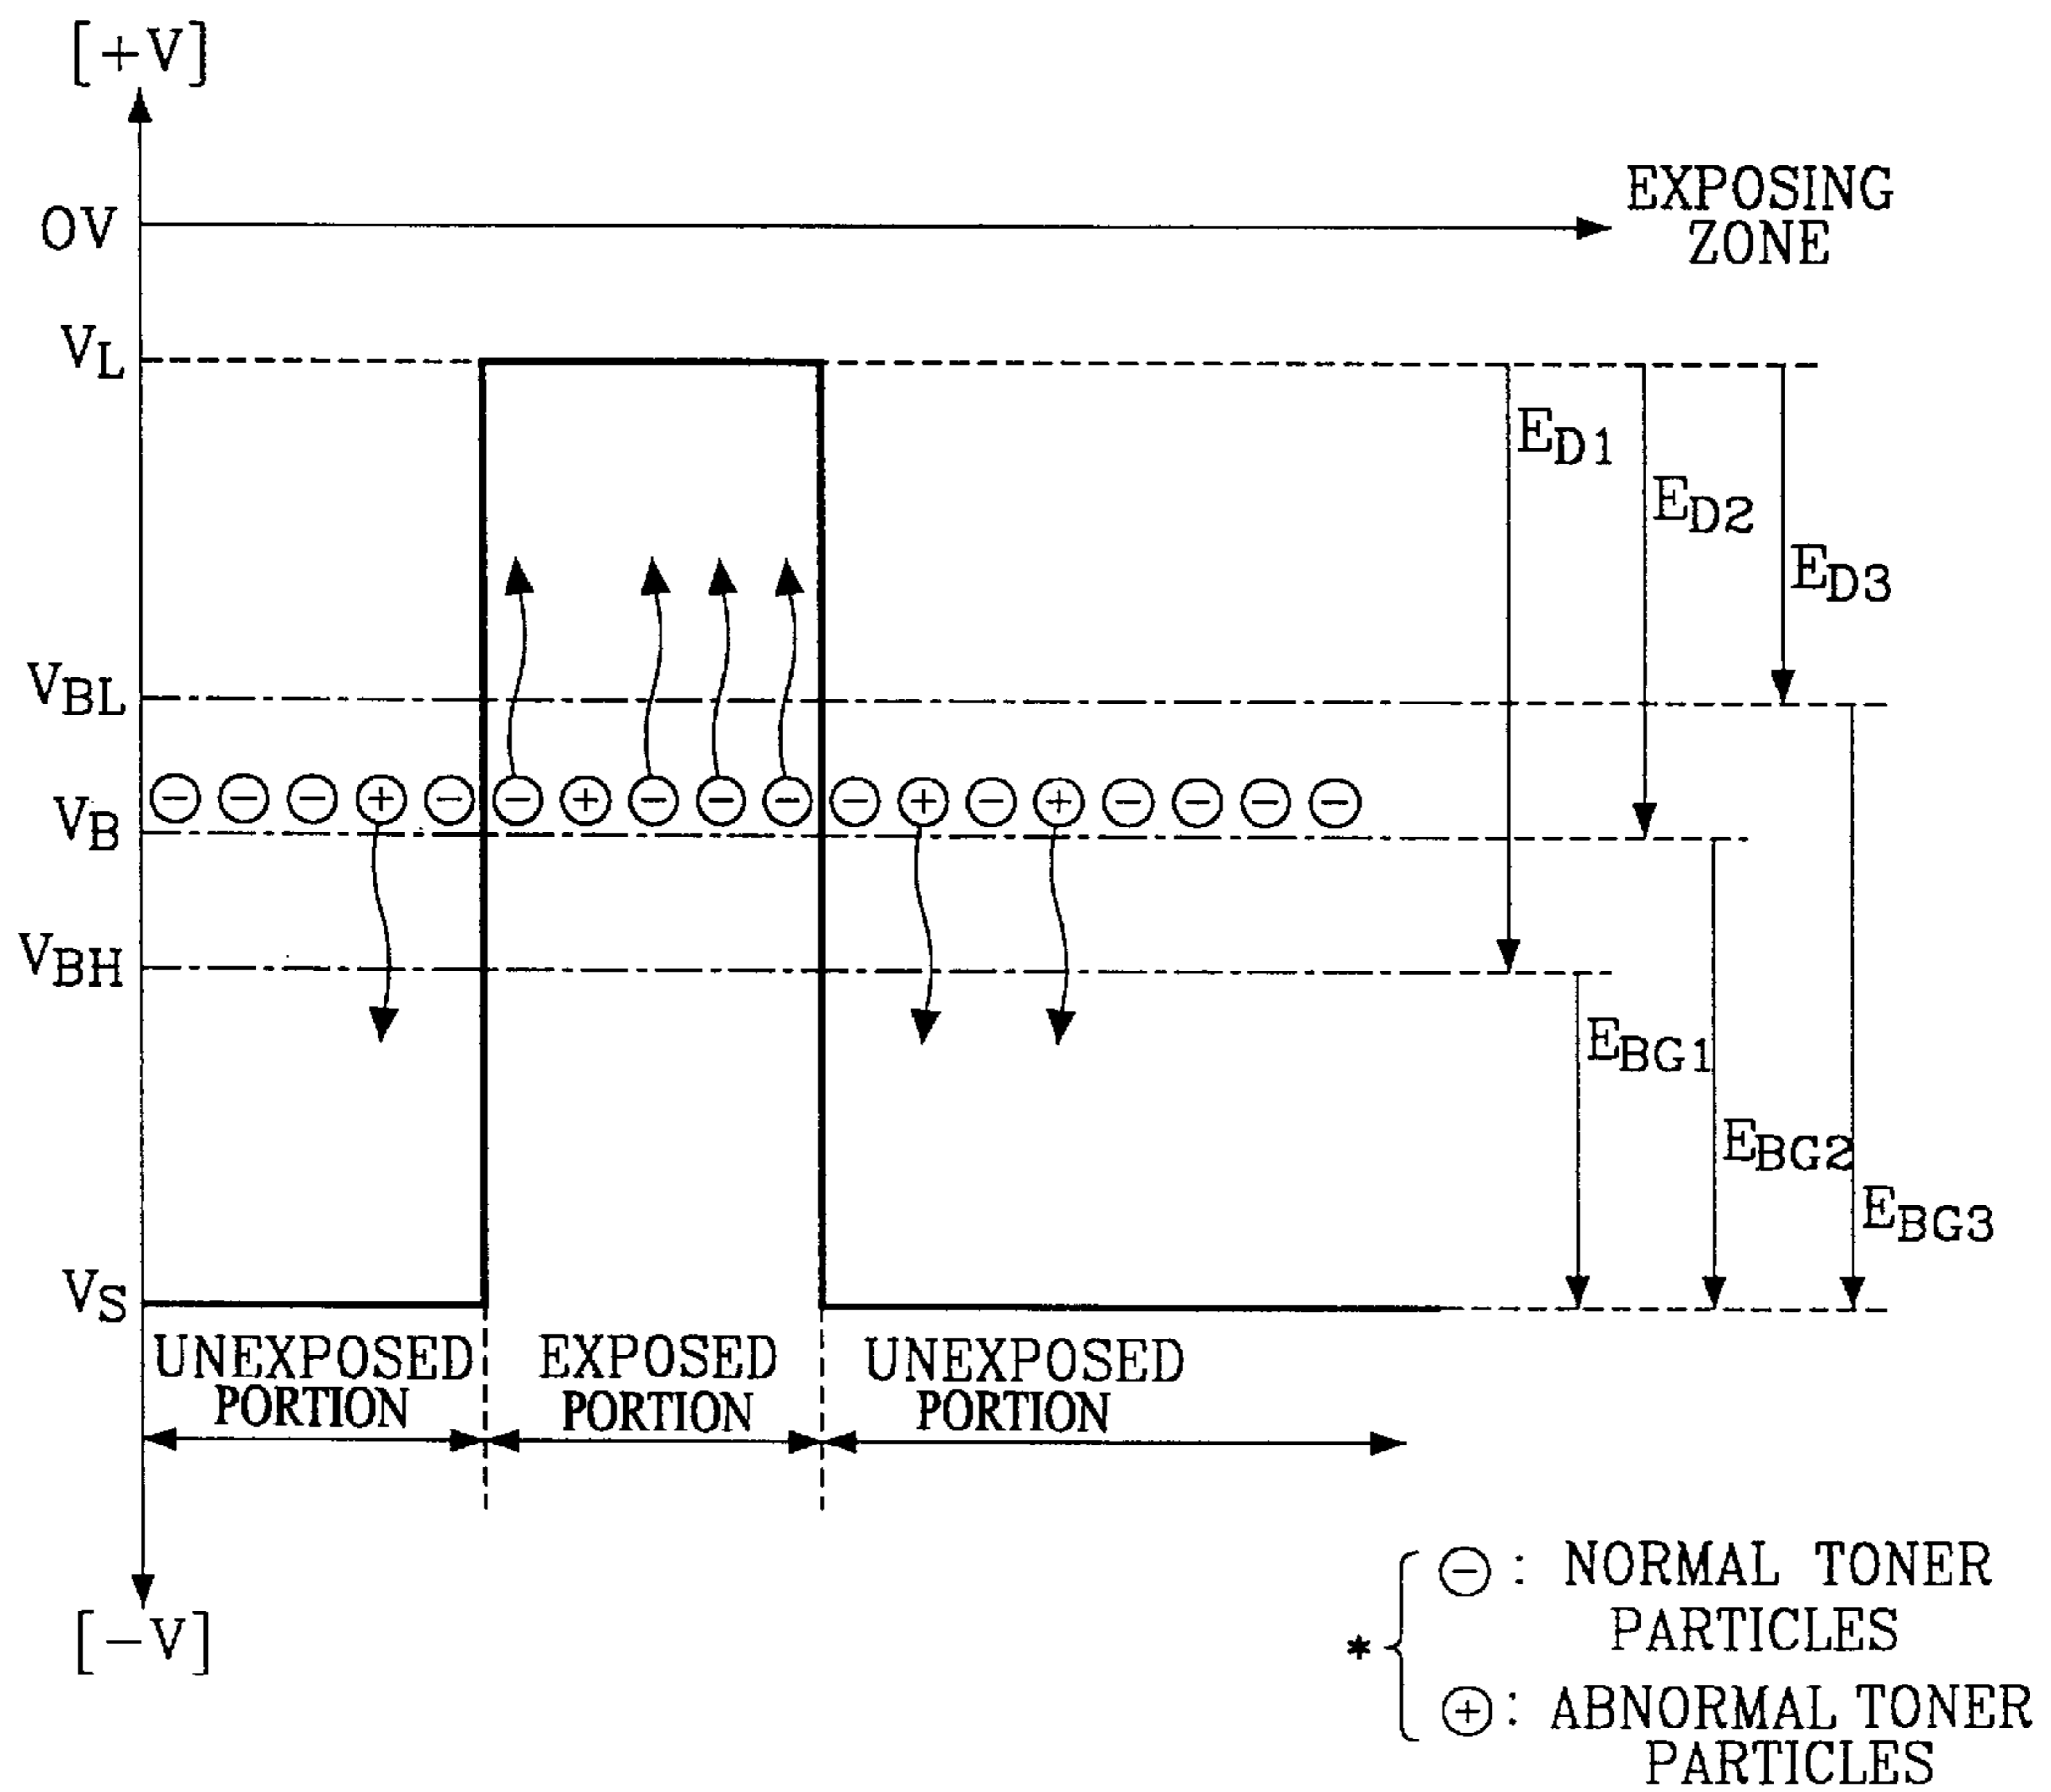 [+V]
EXPOSING
0V
ZONE
VL
ED1
ED2
ED3
VBL
VB
VBH
EBG1
EBG2
EBG3
VS
UNEXPOSED
PORTION
EXPOSED
PORTION
UNEXPOSED
PORTION
[-V]
* { ⊖ : NORMAL TONER
PARTICLES
⊕ : ABNORMAL TONER
PARTICLES